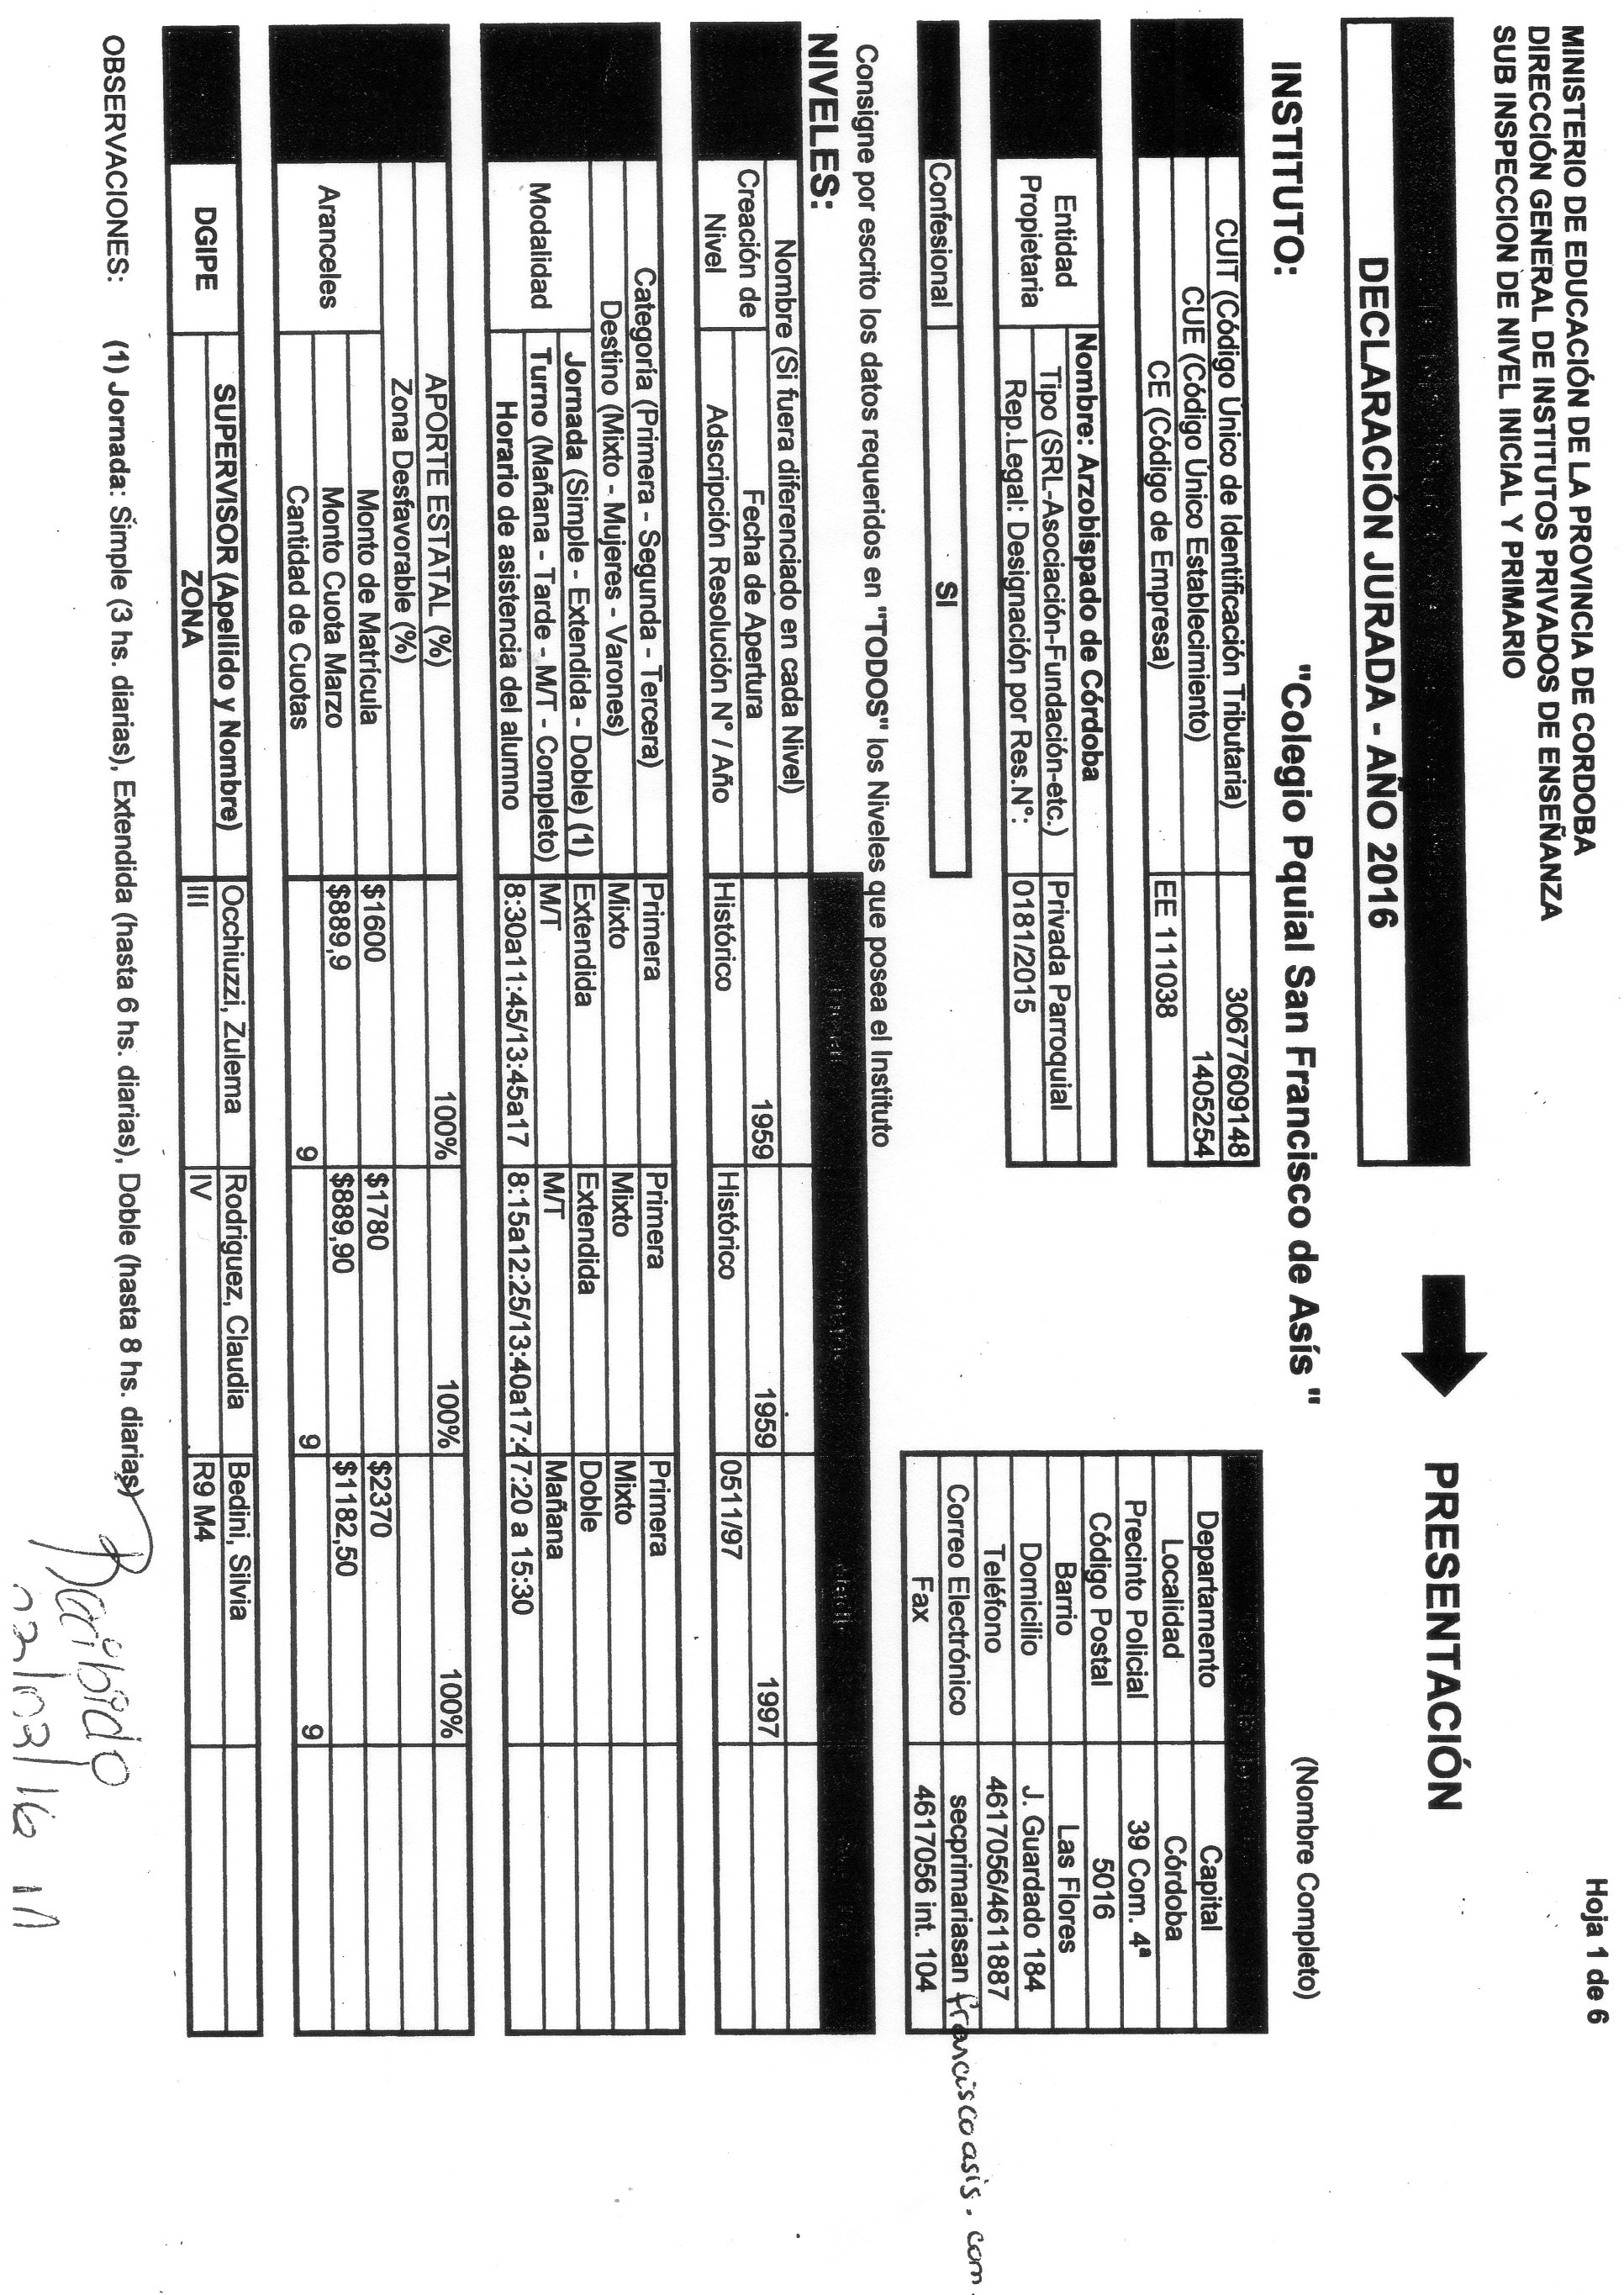 Hoja 1 de 6
MINISTERIO DE EDUCACIÓN DE LA PROVINCIA DE CORDOBA
DIRECCIÓN GENERAL DE INSTITUTOS PRIVADOS DE ENSEÑANZA
SUB INSPECCION DE NIVEL INICIAL Y PRIMARIO
DECLARACIÓN JURADA - AÑO 2016
PRESENTACIÓN
INSTITUTO: "Colegio Pquial San Francisco de Asís "
(Nombre Completo)
CUIT (Código Unico de Identificación Tributaria) 30677609148
CUE (Código Único Establecimiento) 1405254
CE (Código de Empresa) EE 111038
Entidad Propietaria
Nombre: Arzobispado de Córdoba
Tipo (SRL-Asociación-Fundación-etc.) Privada Parroquial
Rep.Legal: Designación por Res.N°: 0181/2015
Confesional SI
Departamento Capital
Localidad Córdoba
Precinto Policial 39 Com. 4ª
Código Postal 5016
Barrio Las Flores
Domicilio J. Guardado 184
Teléfono 4617056/4611887
Correo Electrónico secprimariasan franciscoasis.com
Fax 4617056 int. 104
Consigne por escrito los datos requeridos en "TODOS" los Niveles que posea el Instituto
NIVELES:
Nombre (Si fuera diferenciado en cada Nivel)
Creación de Nivel
Fecha de Apertura 1959 1959 1997
Adscripción Resolución N° / Año Histórico Histórico 0511/97
Categoría (Primera - Segunda - Tercera) Primera Primera Primera
Destino (Mixto - Mujeres - Varones) Mixto Mixto Mixto
Modalidad
Jornada (Simple - Extendida - Doble) (1) Extendida Extendida Doble
Turno (Mañana - Tarde - M/T - Completo) M/T M/T Mañana
Horario de asistencia del alumno 8:30a11:45/13:45a17 8:15a12:25/13:40a17:4 7:20 a 15:30
APORTE ESTATAL (%) 100% 100% 100%
Zona Desfavorable (%)
Aranceles
Monto de Matrícula $1600 $1780 $2370
Monto Cuota Marzo $889,9 $889,90 $1182,50
Cantidad de Cuotas 9 9 9
DGIPE
SUPERVISOR (Apellido y Nombre) Occhiuzzi, Zulema Rodriguez, Claudia Bedini, Silvia
ZONA III IV R9 M4
OBSERVACIONES: (1) Jornada: Simple (3 hs. diarias), Extendida (hasta 6 hs. diarias), Doble (hasta 8 hs. diarias)
Recibido
02/03/16